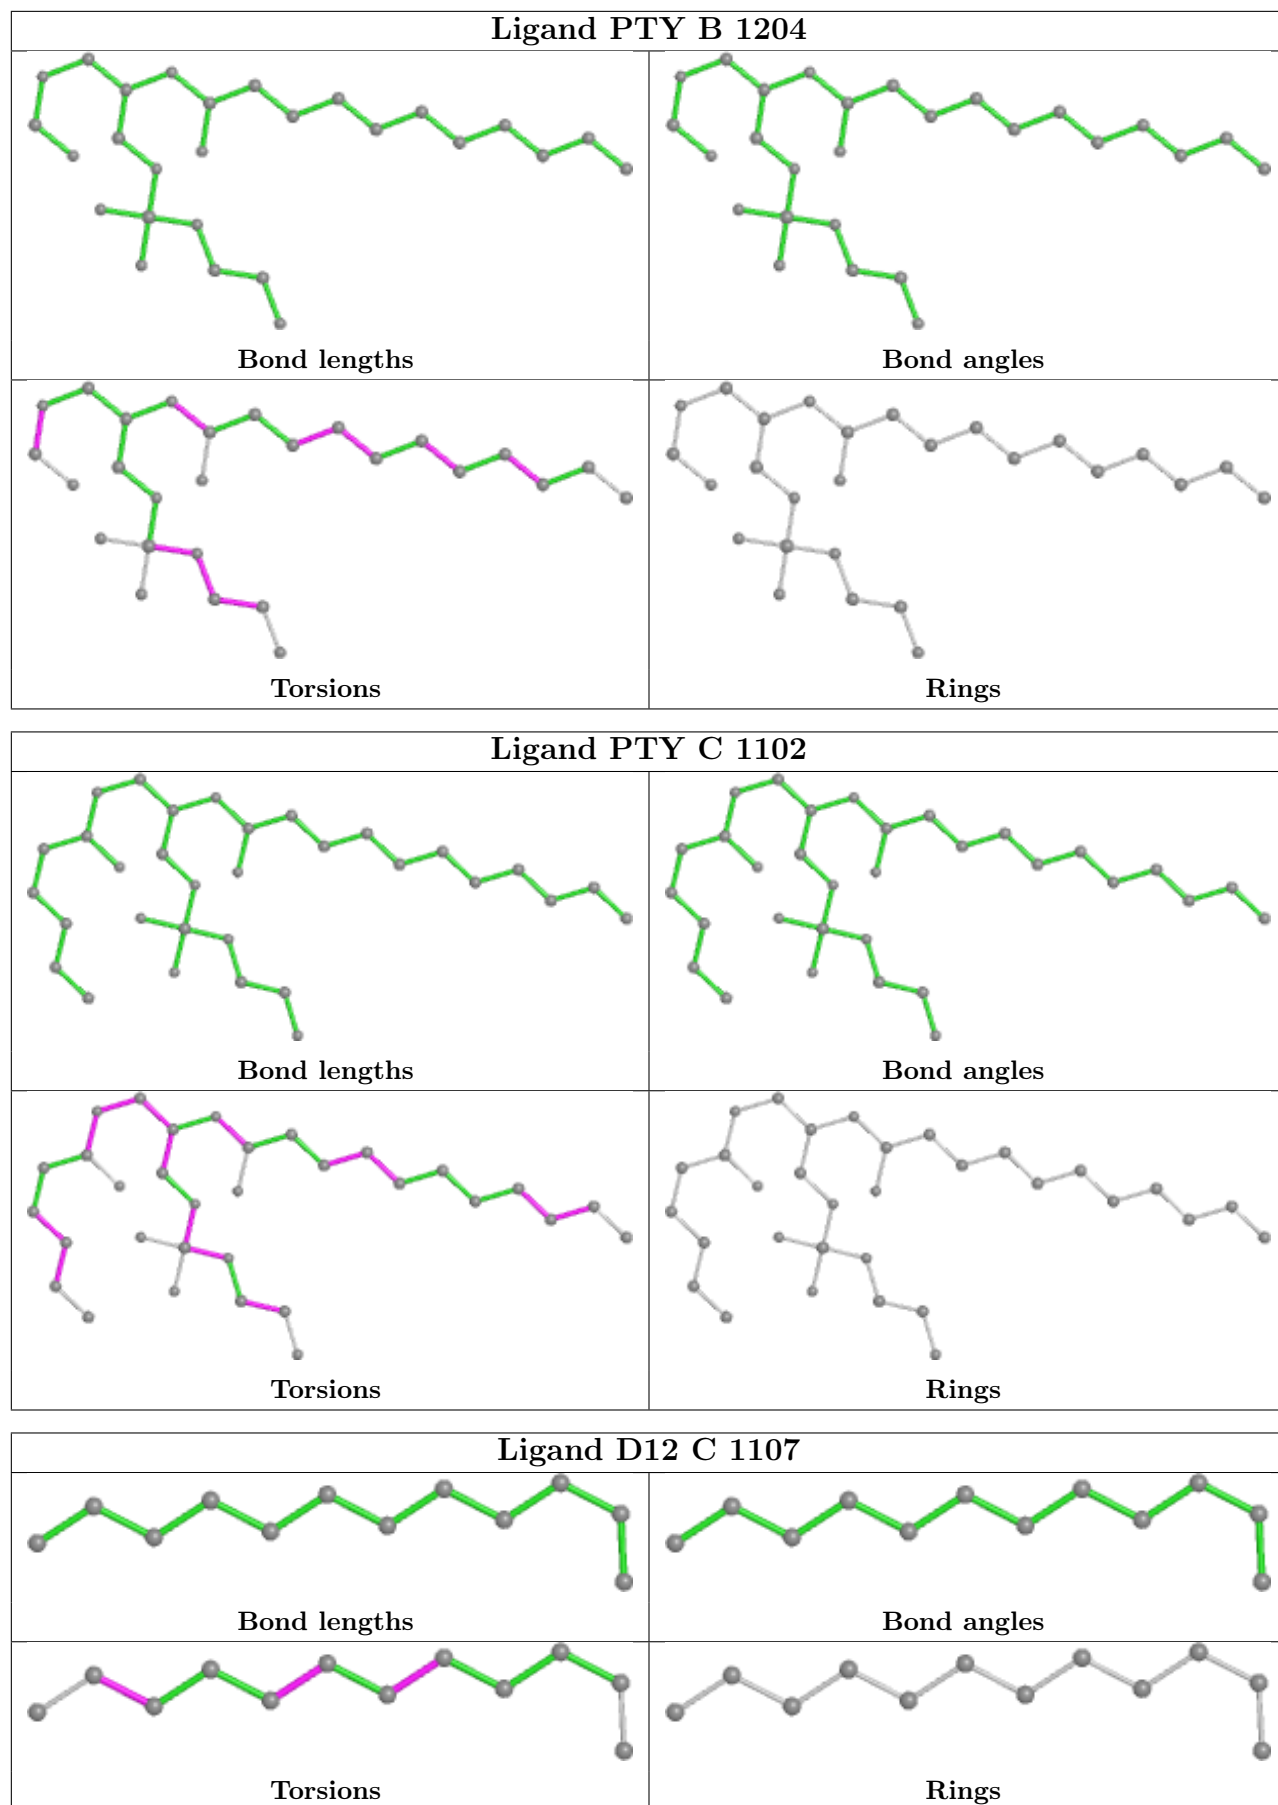 Ligand PTY B 1204
Bond lengths
Bond angles
Torsions
Rings
Ligand PTY C 1102
Bond lengths
Bond angles
Torsions
Rings
Ligand D12 C 1107
Bond lengths
Bond angles
Torsions
Rings